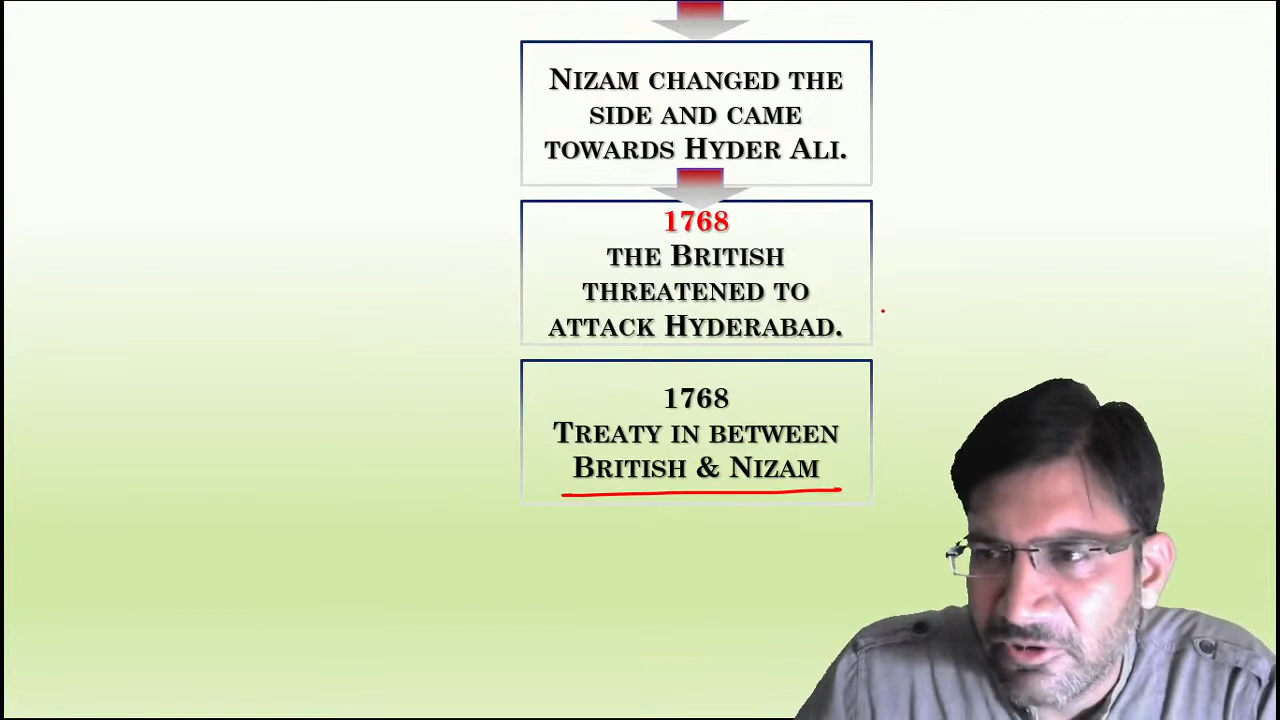 Nizam changed the
side and came
towards Hyder Ali.
1768
the British
threatened to
attack Hyderabad.
1768
Treaty in between
British & Nizam